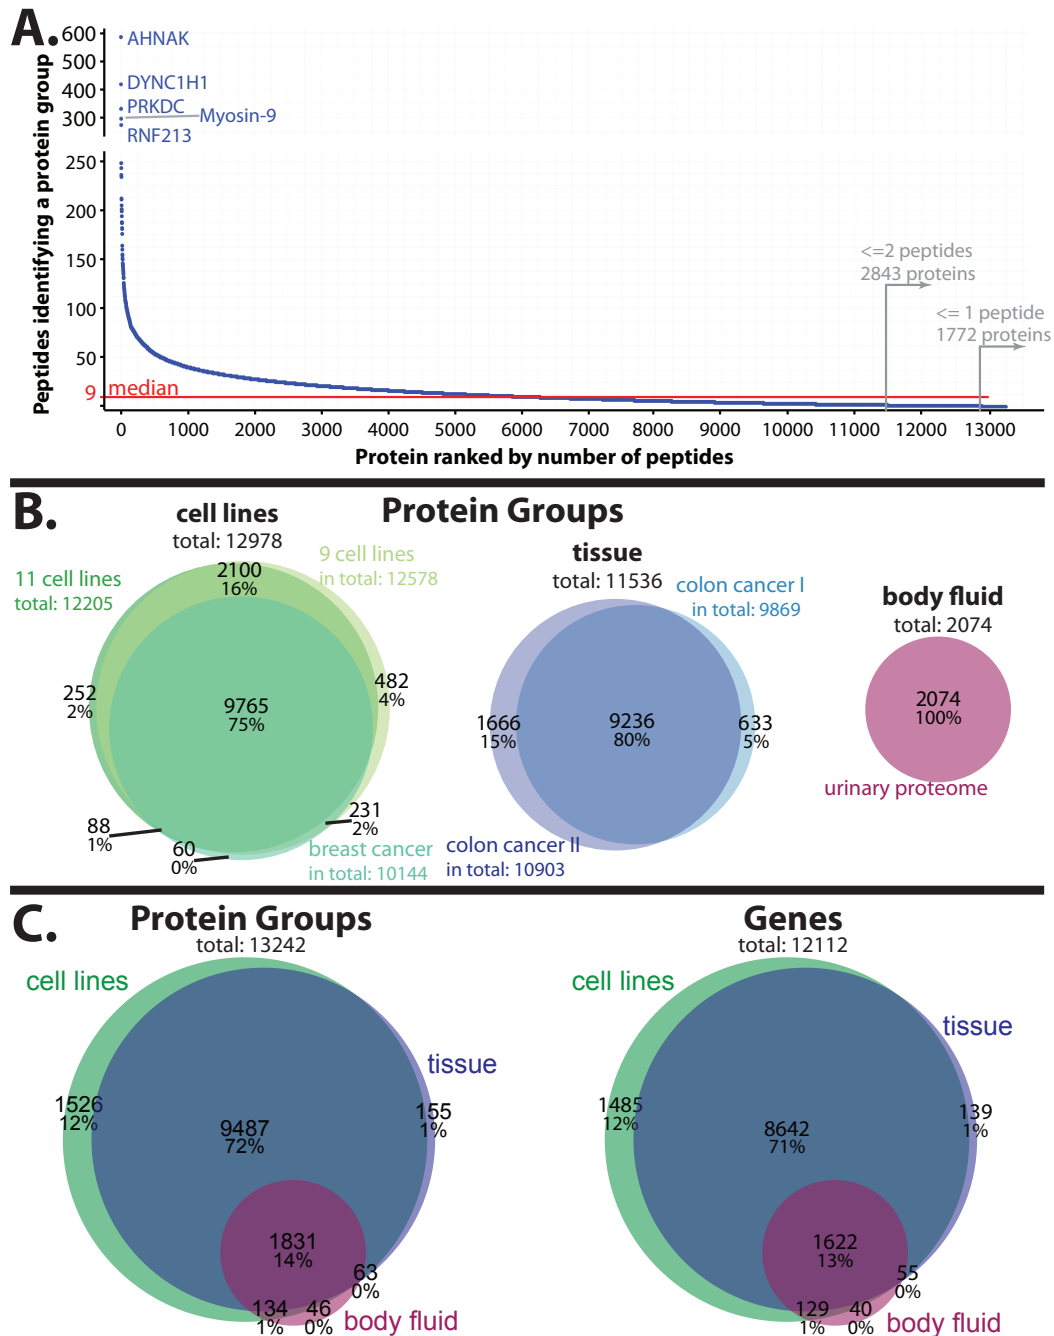 A.
Peptides identifying a protein group
600
500
400
300
250
200
150
100
50
9 median
AHNAK
DYNC1H1
PRKDC
Myosin-9
RNF213
<=2 peptides
2843 proteins
<= 1 peptide
1772 proteins
0 1000 2000 3000 4000 5000 6000 7000 8000 9000 10000 11000 12000 13000
Protein ranked by number of peptides
B.
Protein Groups
cell lines
total: 12978
11 cell lines
total: 12205
9 cell lines
in total: 12578
2100
16%
252
2%
9765
75%
482
4%
88
1%
60
0%
231
2%
breast cancer
in total: 10144
tissue
total: 11536
colon cancer I
in total: 9869
1666
15%
9236
80%
633
5%
colon cancer II
in total: 10903
body fluid
total: 2074
2074
100%
urinary proteome
C.
Protein Groups
total: 13242
cell lines
tissue
1526
12%
9487
72%
155
1%
1831
14%
63
0%
134
1%
46
0%
body fluid
Genes
total: 12112
cell lines
tissue
1485
12%
8642
71%
139
1%
1622
13%
55
0%
129
1%
40
0%
body fluid